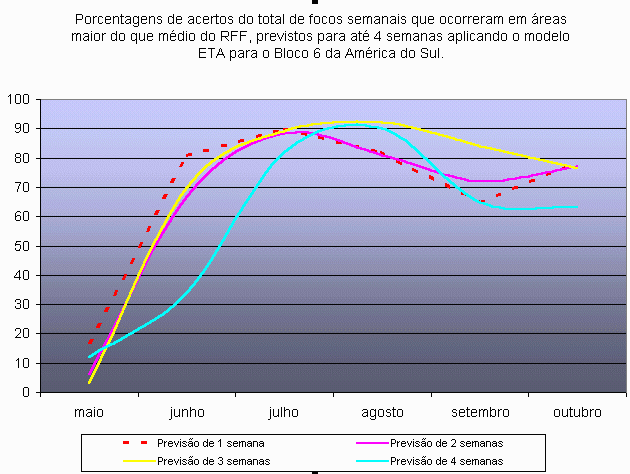 Porcentagens de acertos do total de focos semanais que ocorreram em áreas
maior do que médio do RFF, previstos para até 4 semanas aplicando o modelo
ETA para o Bloco 6 da América do Sul.
100
90
80
70
60
50
40
30
20
10
0
maio junho julho agosto setembro outubro
Previsão de 1 semana Previsão de 2 semanas
Previsão de 3 semanas Previsão de 4 semanas